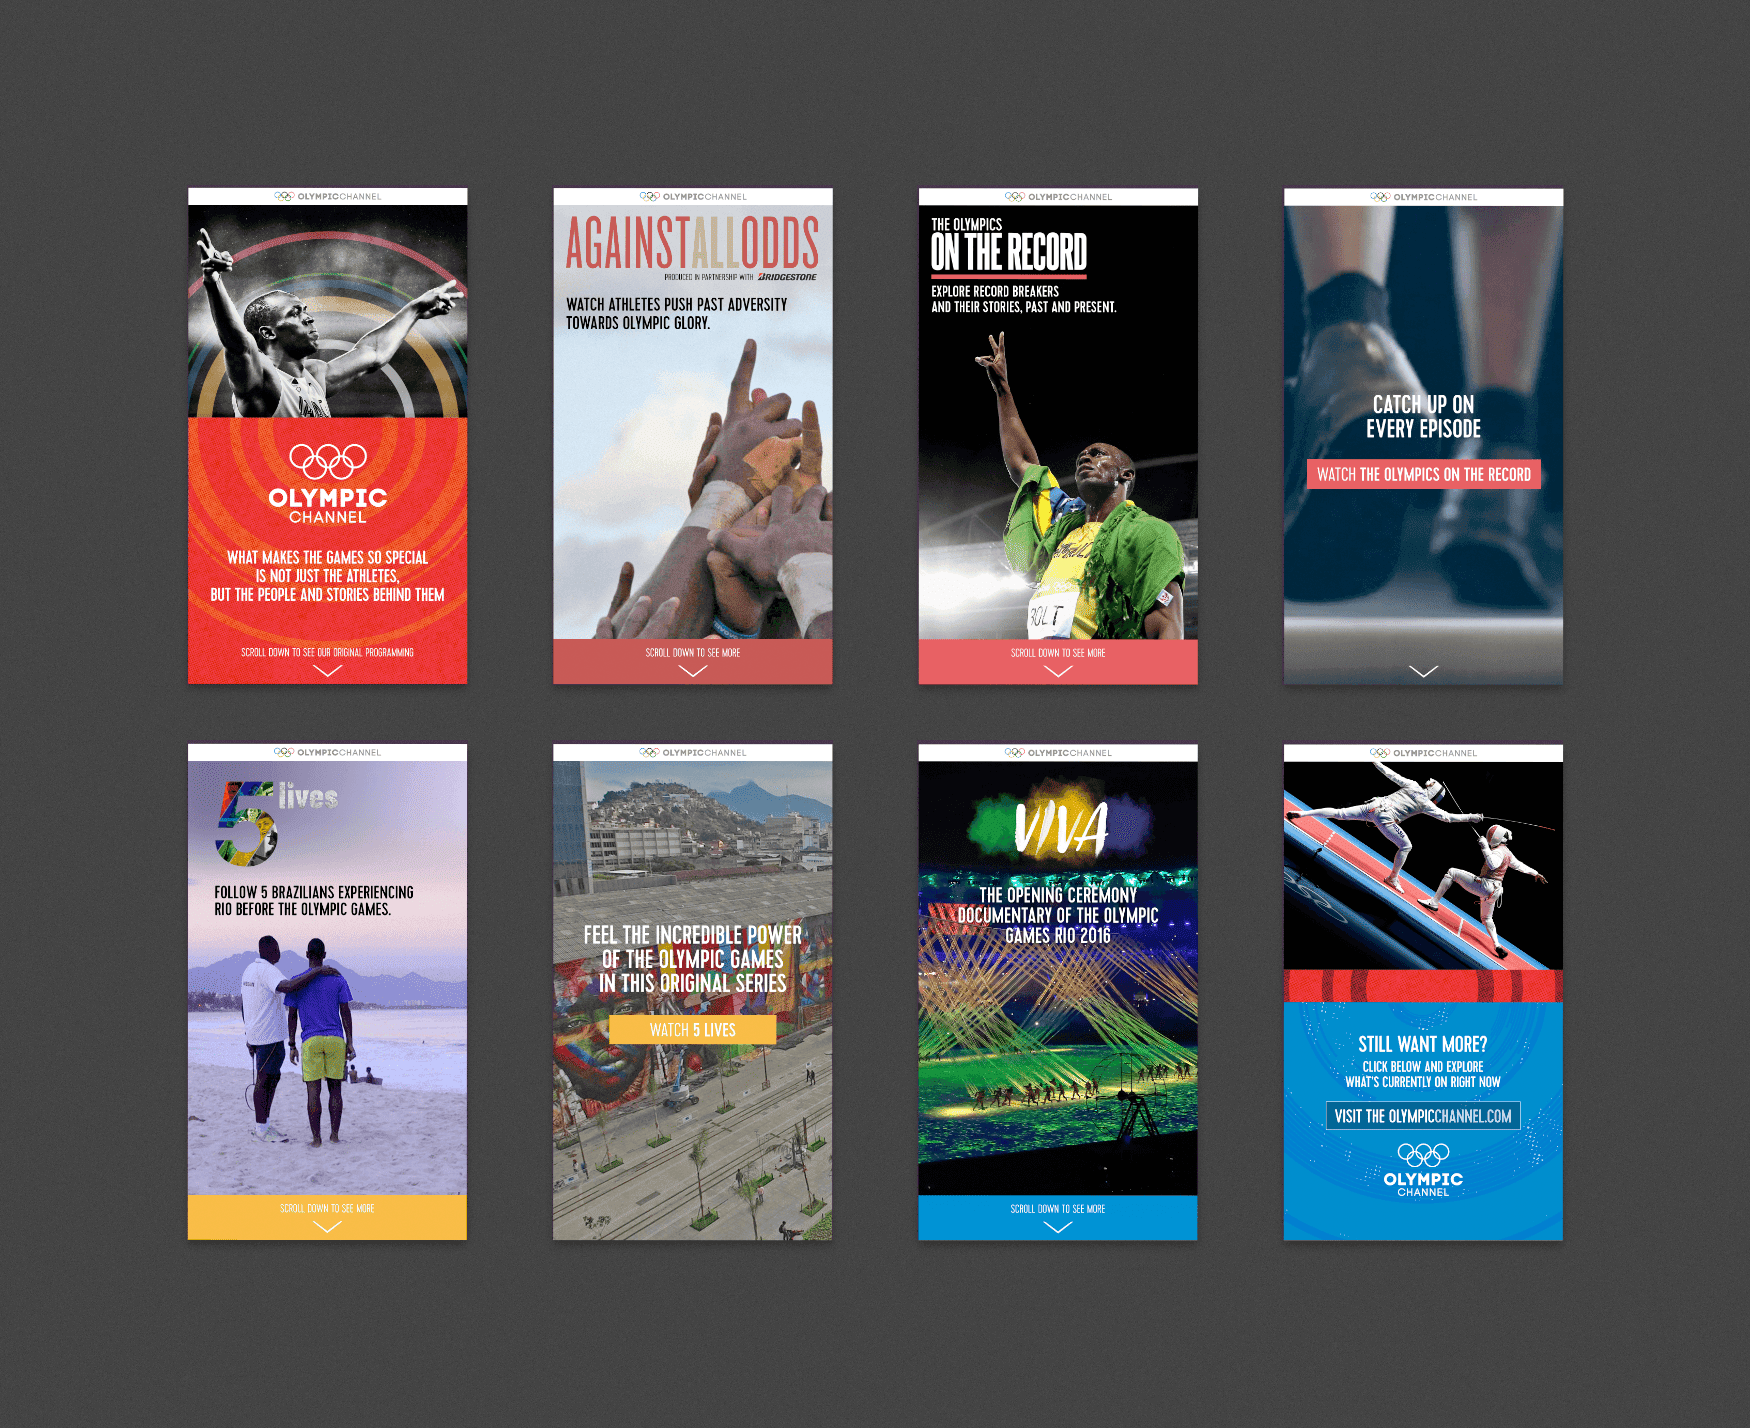 OLYMPICCHANNEL
OLYMPIC
CHANNEL
WHAT MAKES THE GAMES SO SPECIAL
IS NOT JUST THE ATHLETES,
BUT THE PEOPLE AND STORIES BEHIND THEM
SCROLL DOWN TO SEE OUR ORIGINAL PROGRAMMING
OLYMPICCHANNEL
AGAINSTALLODDS
PRODUCED IN PARTNERSHIP WITH BRIDGESTONE
WATCH ATHLETES PUSH PAST ADVERSITY
TOWARDS OLYMPIC GLORY.
SCROLL DOWN TO SEE MORE
OLYMPICCHANNEL
THE OLYMPICS
ON THE RECORD
EXPLORE RECORD BREAKERS
AND THEIR STORIES, PAST AND PRESENT.
BOLT
SCROLL DOWN TO SEE MORE
OLYMPICCHANNEL
CATCH UP ON
EVERY EPISODE
WATCH THE OLYMPICS ON THE RECORD
OLYMPICCHANNEL
5 lives
FOLLOW 5 BRAZILIANS EXPERIENCING
RIO BEFORE THE OLYMPIC GAMES.
SCROLL DOWN TO SEE MORE
OLYMPICCHANNEL
FEEL THE INCREDIBLE POWER
OF THE OLYMPIC GAMES
IN THIS ORIGINAL SERIES
WATCH 5 LIVES
OLYMPICCHANNEL
VIVA
THE OPENING CEREMONY
DOCUMENTARY OF THE OLYMPIC
GAMES RIO 2016
SCROLL DOWN TO SEE MORE
OLYMPICCHANNEL
STILL WANT MORE?
CLICK BELOW AND EXPLORE
WHAT'S CURRENTLY ON RIGHT NOW
VISIT THE OLYMPICCHANNEL.COM
OLYMPIC
CHANNEL